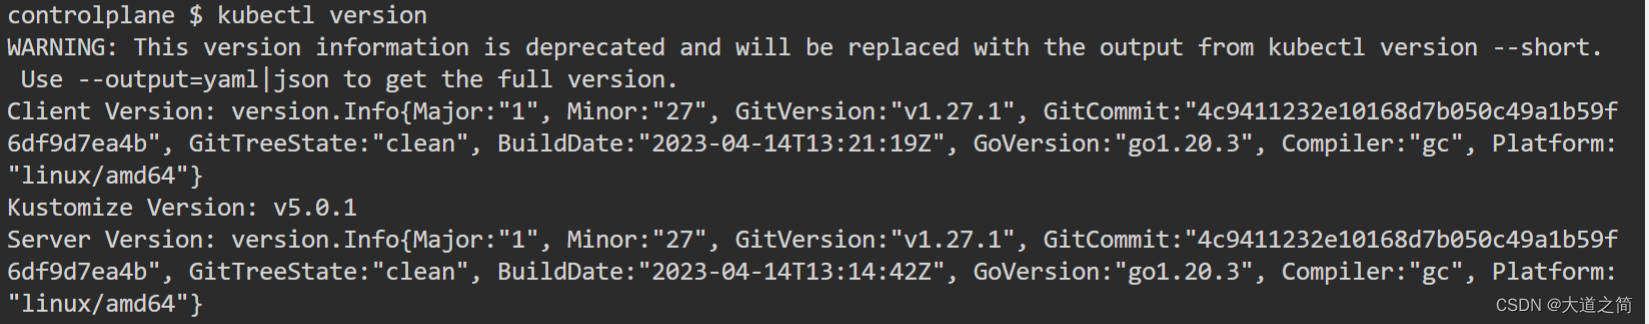 controlplane $ kubectl version
WARNING: This version information is deprecated and will be replaced with the output from kubectl version --short.
 Use --output=yaml|json to get the full version.
Client Version: version.Info{Major:"1", Minor:"27", GitVersion:"v1.27.1", GitCommit:"4c9411232e10168d7b050c49a1b59f
6df9d7ea4b", GitTreeState:"clean", BuildDate:"2023-04-14T13:21:19Z", GoVersion:"go1.20.3", Compiler:"gc", Platform:
"linux/amd64"}
Kustomize Version: v5.0.1
Server Version: version.Info{Major:"1", Minor:"27", GitVersion:"v1.27.1", GitCommit:"4c9411232e10168d7b050c49a1b59f
6df9d7ea4b", GitTreeState:"clean", BuildDate:"2023-04-14T13:14:42Z", GoVersion:"go1.20.3", Compiler:"gc", Platform:
"linux/amd64"}
CSDN @大道之简